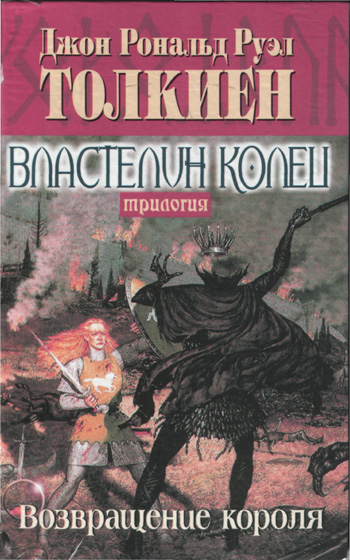 Джон Рональд Руэл
ТОЛКИЕН
ВЛАСТЕЛИН КОЛЕЦ
трилогия
Возвращение короля